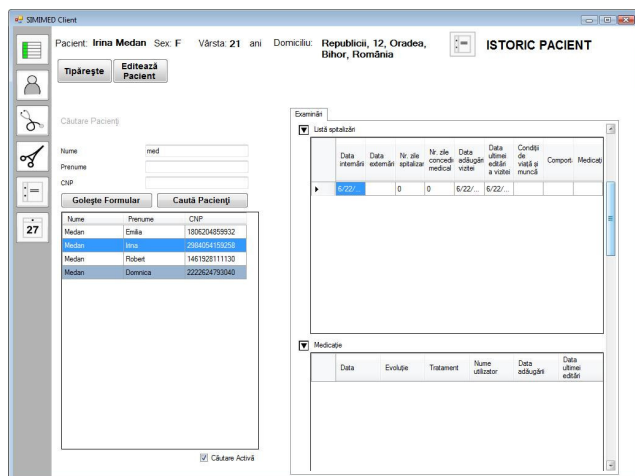 SIMIMED Client
Pacient: Irina Medan Sex: F Vârsta: 21 ani Domiciliu: Republicii, 12, Oradea,
Bihor, România
ISTORIC PACIENT
Tipărește
Editează
Pacient
Căutare Pacienți
Nume med
Prenume
CNP
Golește Formular Caută Pacienți
Nume Prenume CNP
Medan Emilia 1806204859932
Medan Irina 2984054159258
Medan Robert 1461928111130
Medan Domnica 2222624793040
Căutare Activă
27
Examinări
Listă spitalizări
Data
internării
Data
externări
Nr. zile
spitalizar
Nr. zile
concedii
medical
Data
adăugări
vizitei
Data
ultimei
editări
a vizitei
Condiții
de
viață și
muncă
Comport
Medicați
6/22/... 0 0 6/22/... 6/22/...
Medicație
Data
Evoluție
Tratament
Nume
utilizator
Data
adăugării
Data
ultimei
editări